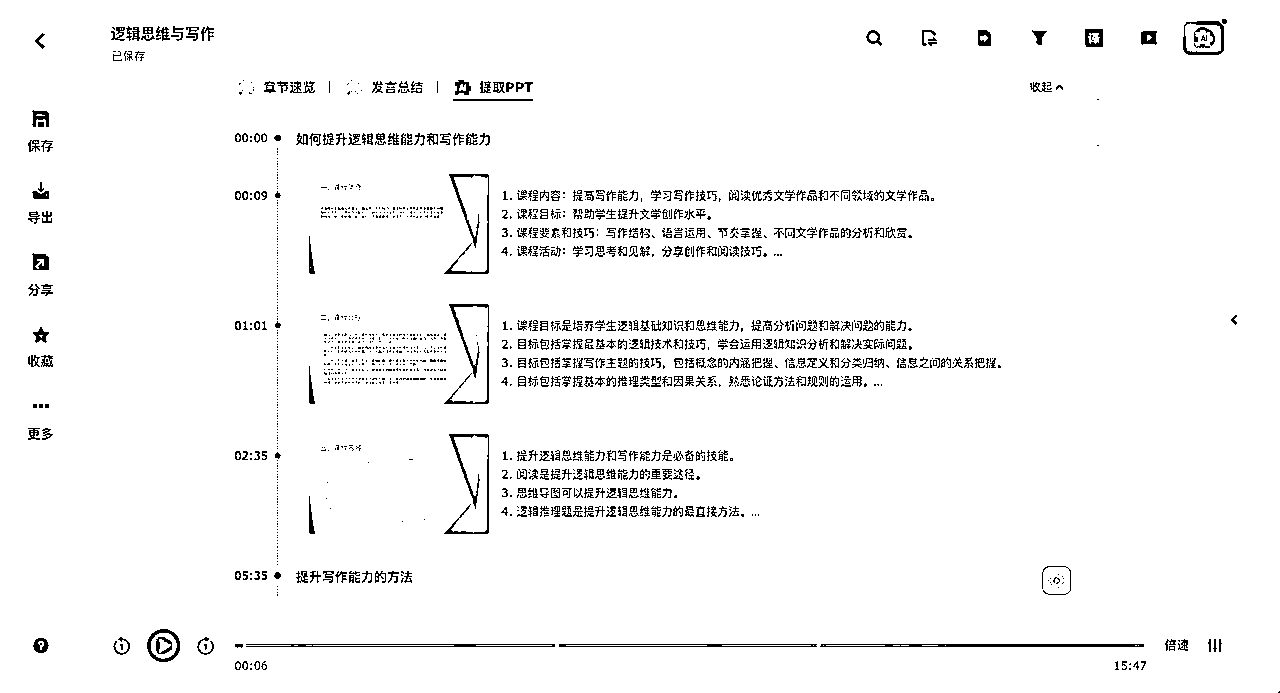 逻辑思维与写作
已保存
章节速览
发言总结
提取PPT
收起
保存
导出
分享
收藏
更多
00:00
如何提升逻辑思维能力和写作能力
00:09
1. 课程内容：提高写作能力，学习写作技巧，阅读优秀文学作品和不同领域的文学作品。
2. 课程目标：帮助学生提升文学创作水平。
3. 课程要素和技巧：写作结构、语言运用、节奏掌握、不同文学作品的分析和欣赏。
4. 课程活动：学习思考和见解，分享创作和阅读技巧。...
01:01
1. 课程目标是培养学生逻辑基础知识和思维能力，提高分析问题和解决问题的能力。
2. 目标包括掌握最基本的逻辑技术和技巧，学会运用逻辑知识分析和解决实际问题。
3. 目标包括掌握写作主题的技巧，包括概念的内涵把握、信息定义和分类归纳、信息之间的关系把握。
4. 目标包括掌握基本的推理类型和因果关系，熟悉论证方法和规则的运用。...
02:35
1. 提升逻辑思维能力和写作能力是必备的技能。
2. 阅读是提升逻辑思维能力的重要途径。
3. 思维导图可以提升逻辑思维能力。
4. 逻辑推理题是提升逻辑思维能力的最直接方法。...
05:35
提升写作能力的方法
倍速
00:06
15:47